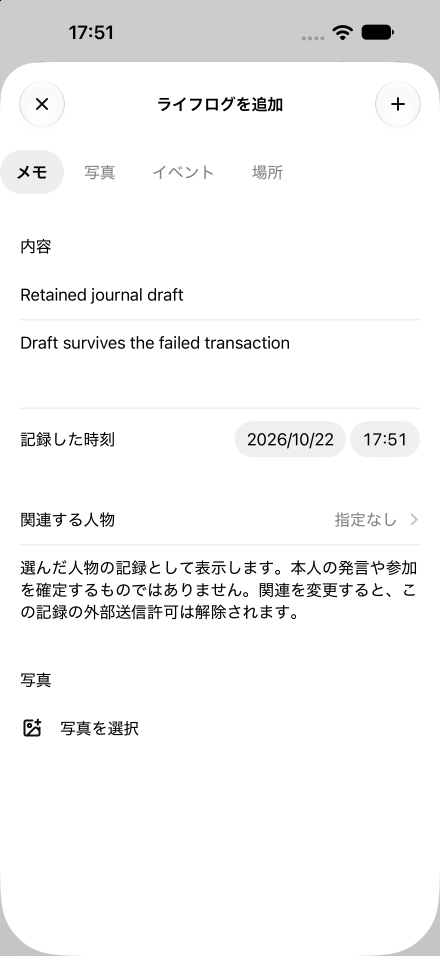 17:51
ライフログを追加
メモ 写真 イベント 場所
内容
Retained journal draft
Draft survives the failed transaction
記録した時刻 2026/10/22 17:51
関連する人物 指定なし
選んだ人物の記録として表示します。本人の発言や参加
を確定するものではありません。関連を変更すると、こ
の記録の外部送信許可は解除されます。
写真
写真を選択